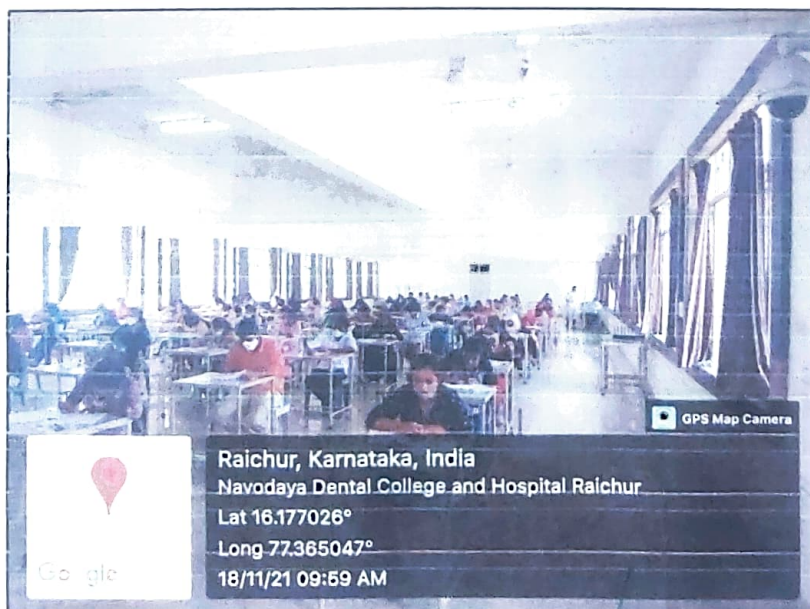 GPS Map Camera
Raichur, Karnataka, India
Navodaya Dental College and Hospital Raichur
Lat 16.177026°
Long 77.365047°
18/11/21 09:59 AM
Google